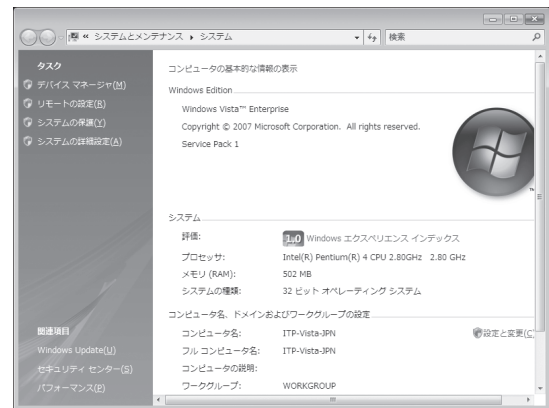 « システムとメンテナンス ▸ システム
検索
タスク
デバイス マネージャ(M)
リモートの設定(R)
システムの保護(Y)
システムの詳細設定(A)
関連項目
Windows Update(U)
セキュリティ センター(S)
パフォーマンス(P)
コンピュータの基本的な情報の表示
Windows Edition
Windows Vista™ Enterprise
Copyright © 2007 Microsoft Corporation. All rights reserved.
Service Pack 1
システム
評価: 1.0 Windows エクスペリエンス インデックス
プロセッサ: Intel(R) Pentium(R) 4 CPU 2.80GHz 2.80 GHz
メモリ (RAM): 502 MB
システムの種類: 32 ビット オペレーティング システム
コンピュータ名、ドメインおよびワークグループの設定
コンピュータ名: ITP-Vista-JPN 設定と変更(C
フル コンピュータ名: ITP-Vista-JPN
コンピュータの説明:
ワークグループ: WORKGROUP